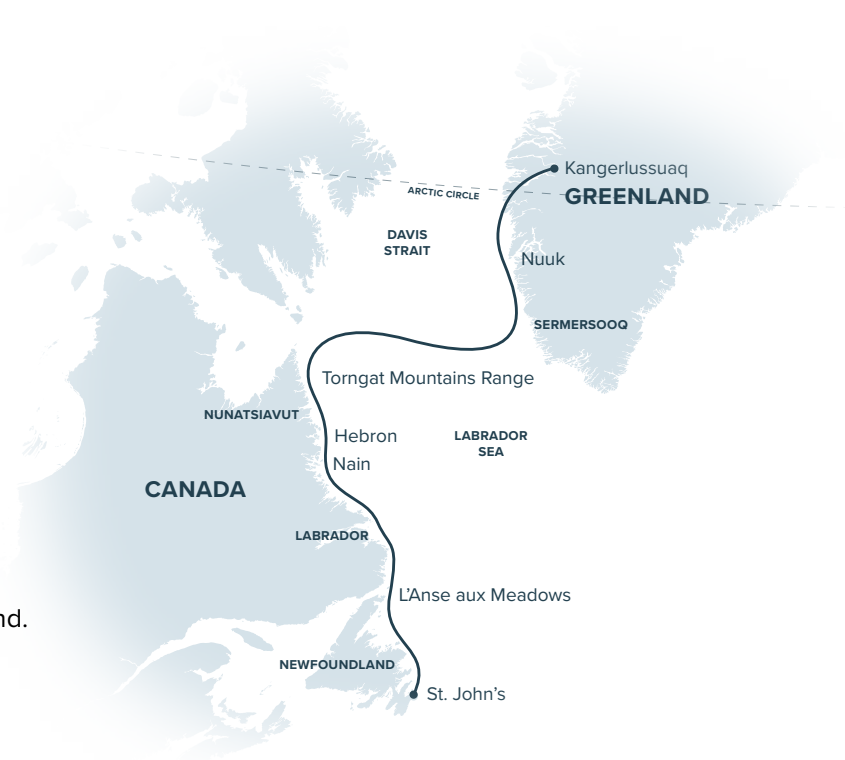 Kangerlussuaq
ARCTIC CIRCLE
GREENLAND
DAVIS
STRAIT
Nuuk
SERMERSOOQ
Torngat Mountains Range
NUNATSIAVUT
Hebron
LABRADOR
SEA
Nain
CANADA
LABRADOR
L’Anse aux Meadows
nd.
NEWFOUNDLAND
St. John’s